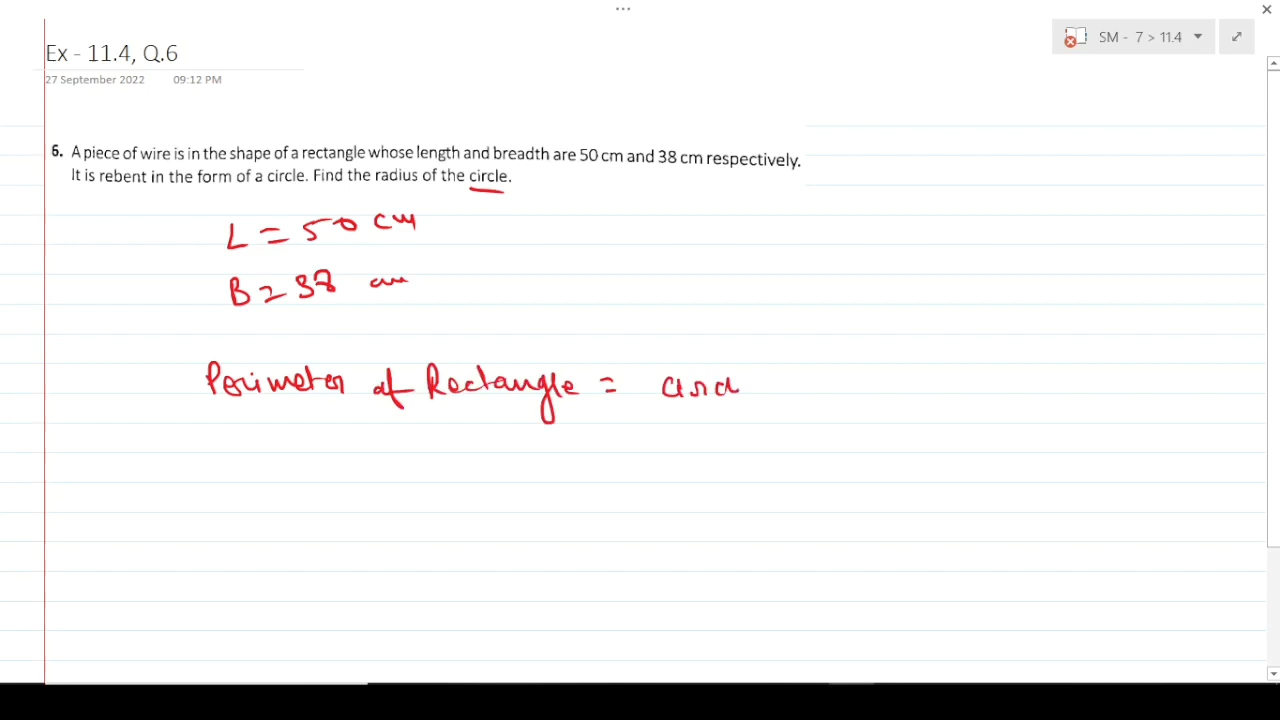 ...
SM - 7 > 11.4
Ex - 11.4, Q.6
27 September 2022 09:12 PM
6. A piece of wire is in the shape of a rectangle whose length and breadth are 50 cm and 38 cm respectively.
It is rebent in the form of a circle. Find the radius of the circle.
L = 50 cm
B = 38 cm
Perimeter of Rectangle =